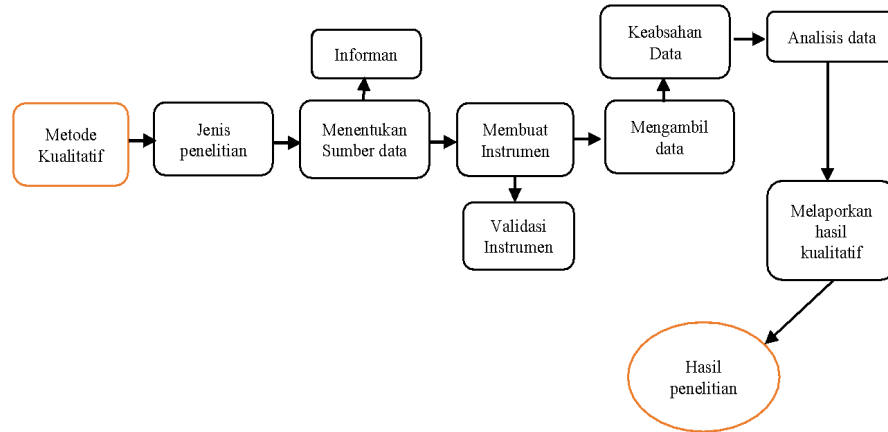 Metode
Kualitatif
Jenis
penelitian
Informan
Menentukan
Sumber data
Membuat
Instrumen
Validasi
Instrumen
Mengambil
data
Keabsahan
Data
Analisis data
Melaporkan
hasil
kualitatif
Hasil
penelitian